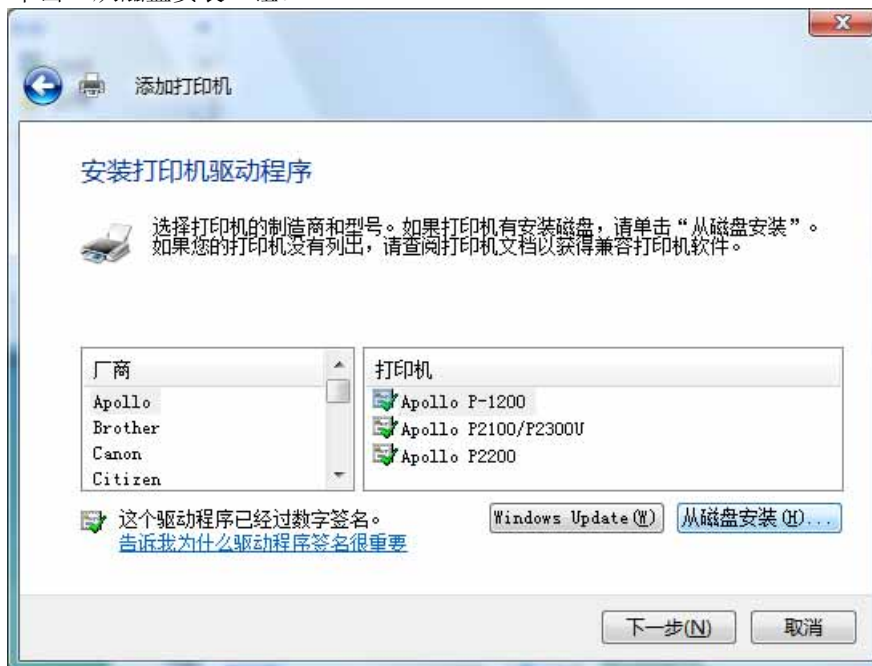 添加打印机
安装打印机驱动程序
选择打印机的制造商和型号。如果打印机有安装磁盘，请单击“从磁盘安装”。
如果您的打印机没有列出，请查阅打印机文档以获得兼容打印机软件。
厂商
打印机
Apollo
Brother
Canon
Citizen
Apollo P-1200
Apollo P2100/P2300U
Apollo P2200
这个驱动程序已经过数字签名。
告诉我为什么驱动程序签名很重要
Windows Update(W)
从磁盘安装(H)...
下一步(N)
取消